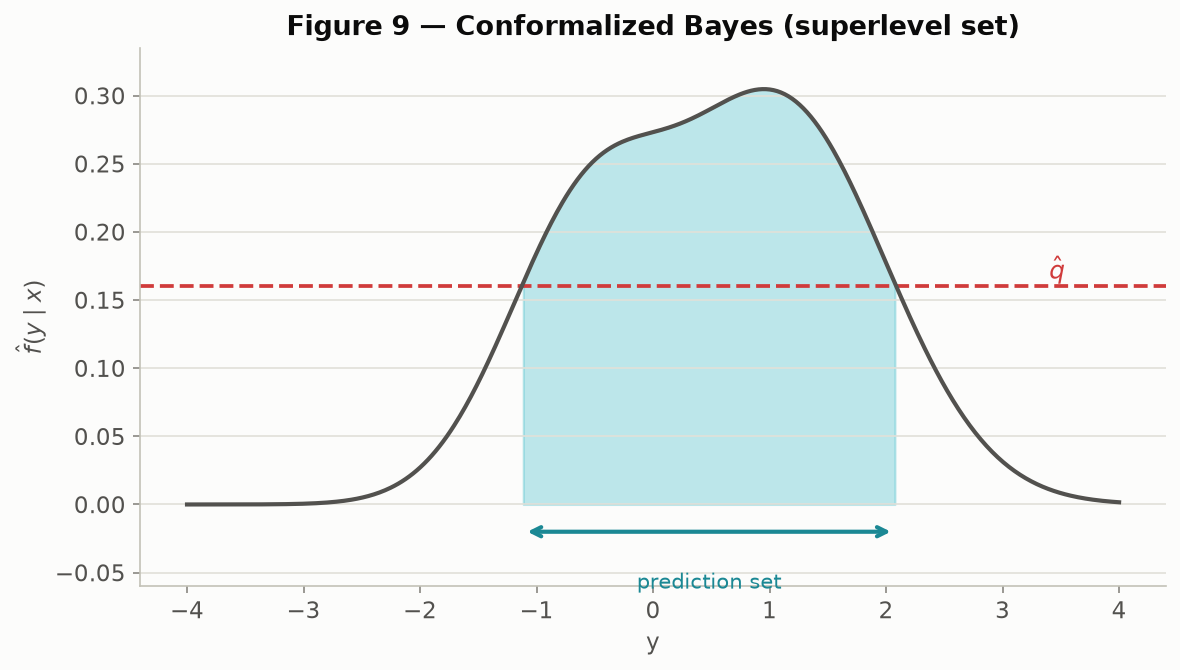 Figure 9 — Conformalized Bayes (superlevel set)
0.30
0.25
0.20
0.15
0.10
0.05
0.00
−0.05
f̂(y | x)
q̂
prediction set
−4 −3 −2 −1 0 1 2 3 4
y